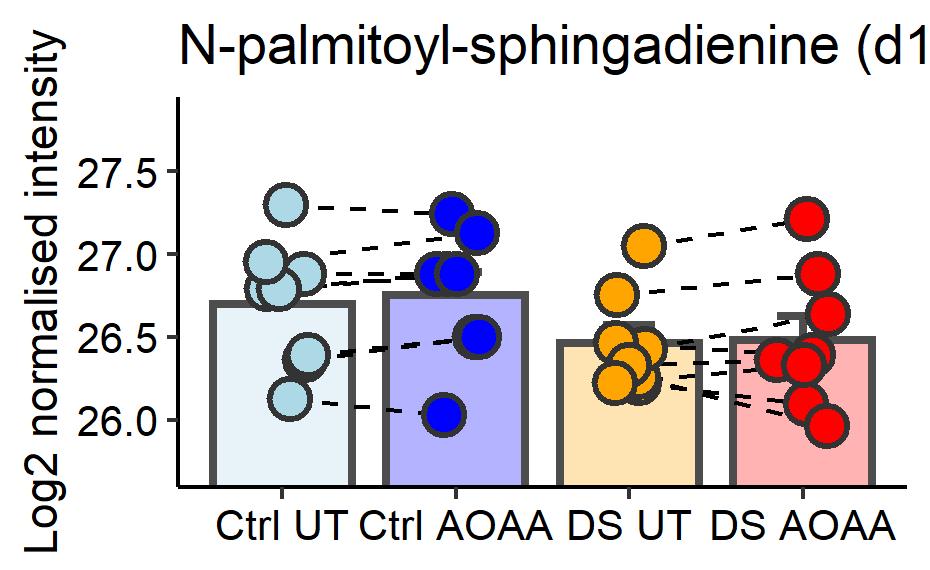 N-palmitoyl-sphingadienine (d1
Log2 normalised intensity
27.5
27.0
26.5
26.0
Ctrl UT
Ctrl AOAA
DS UT
DS AOAA